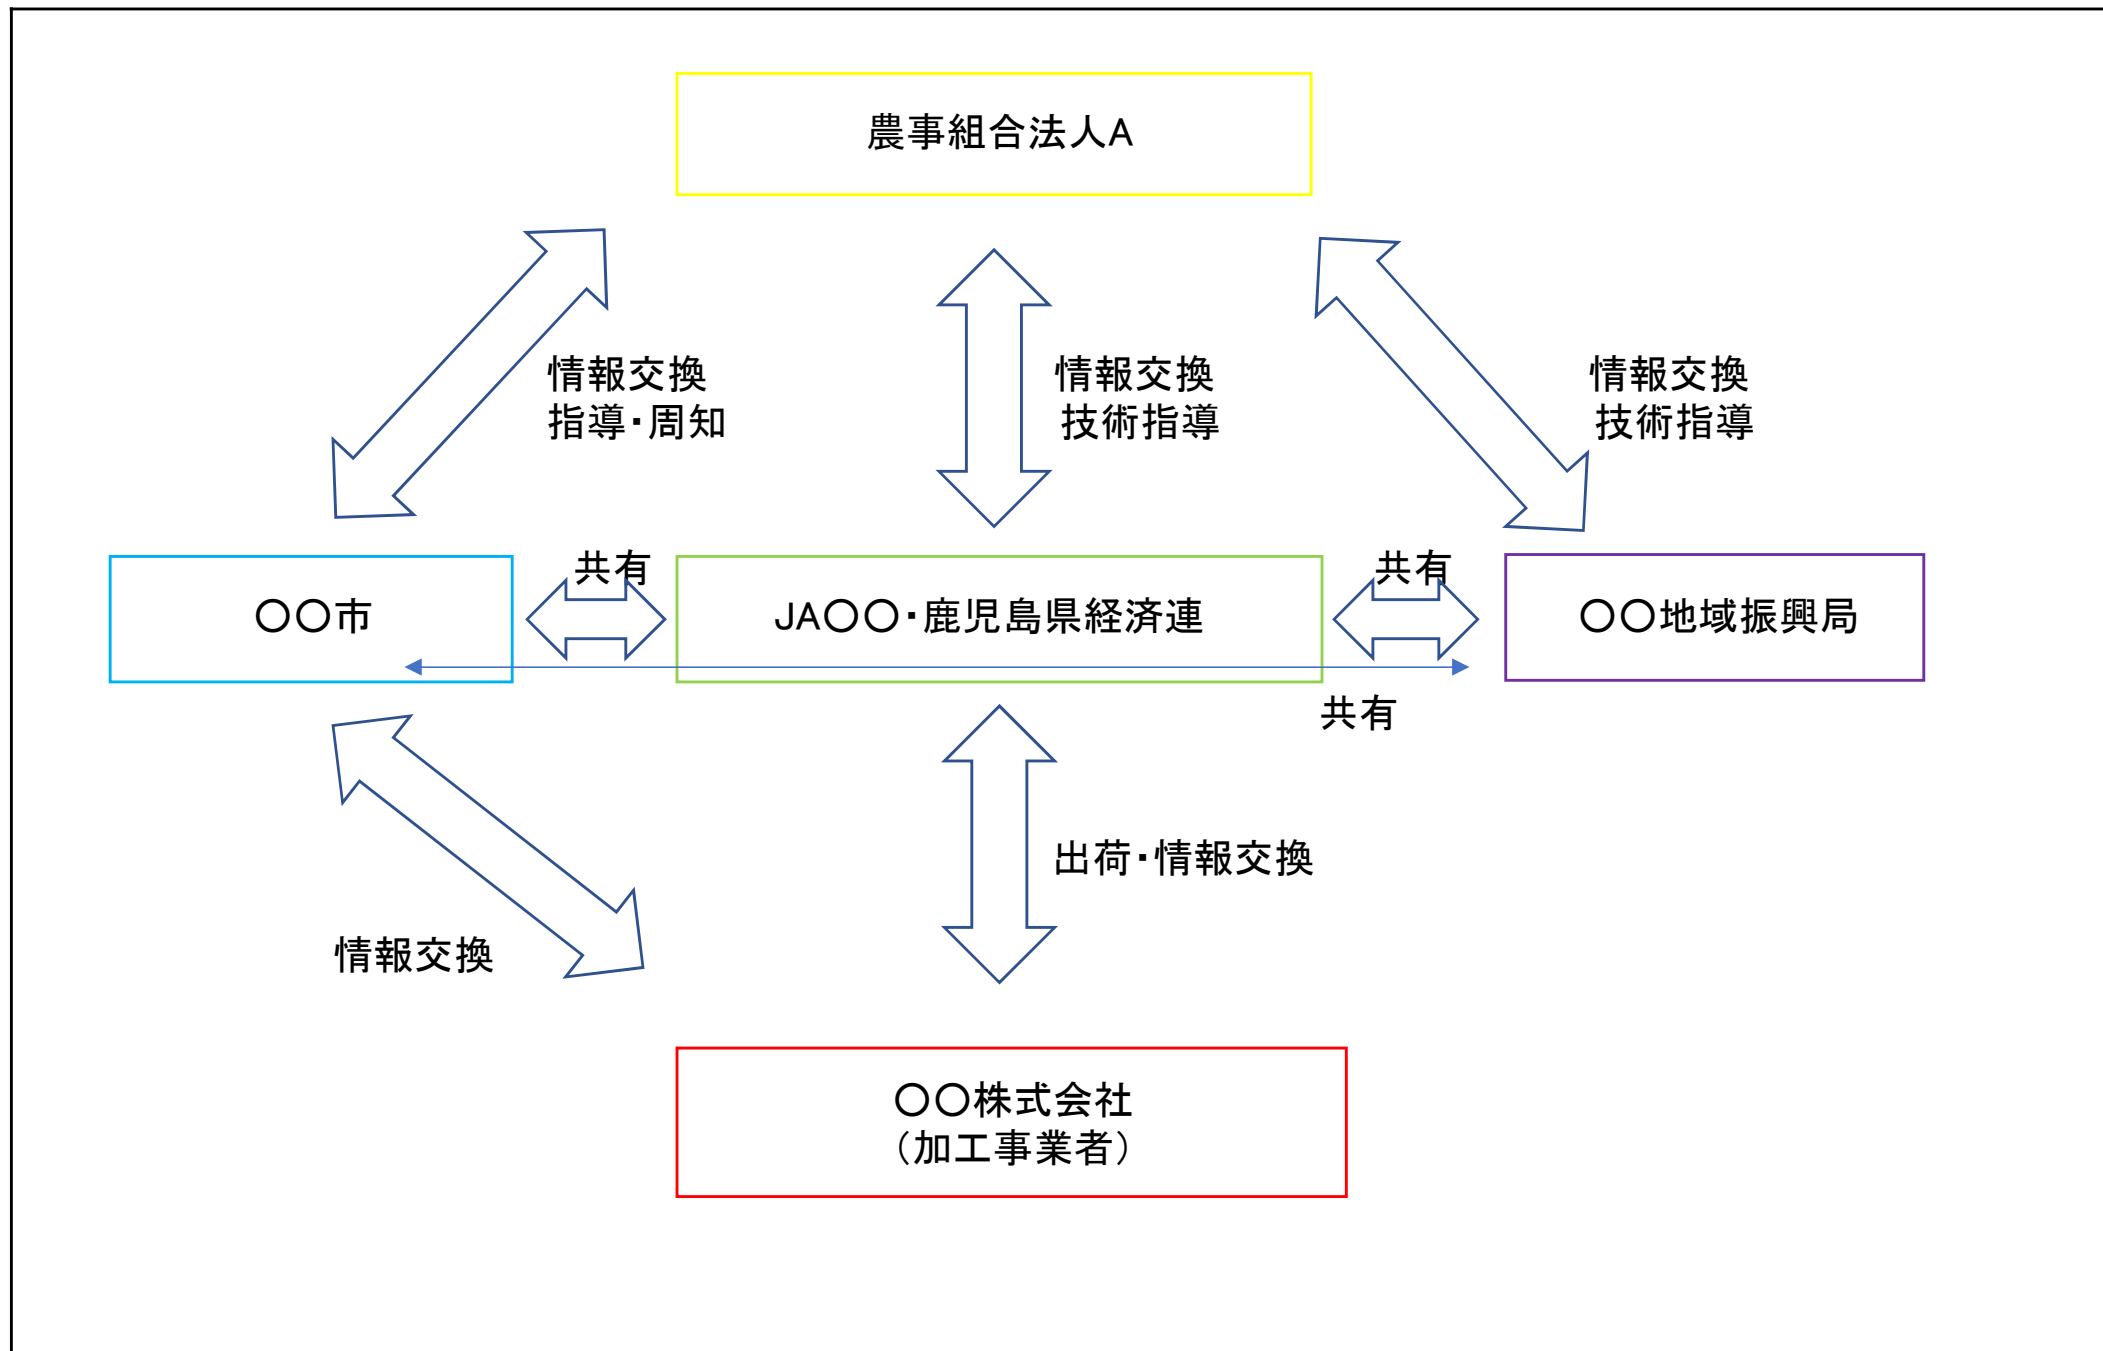 農事組合法人A
情報交換
指導・周知
情報交換
技術指導
情報交換
技術指導
共有
共有
〇〇市
JA〇〇・鹿児島県経済連
〇〇地域振興局
共有
出荷・情報交換
情報交換
〇〇株式会社
（加工事業者）